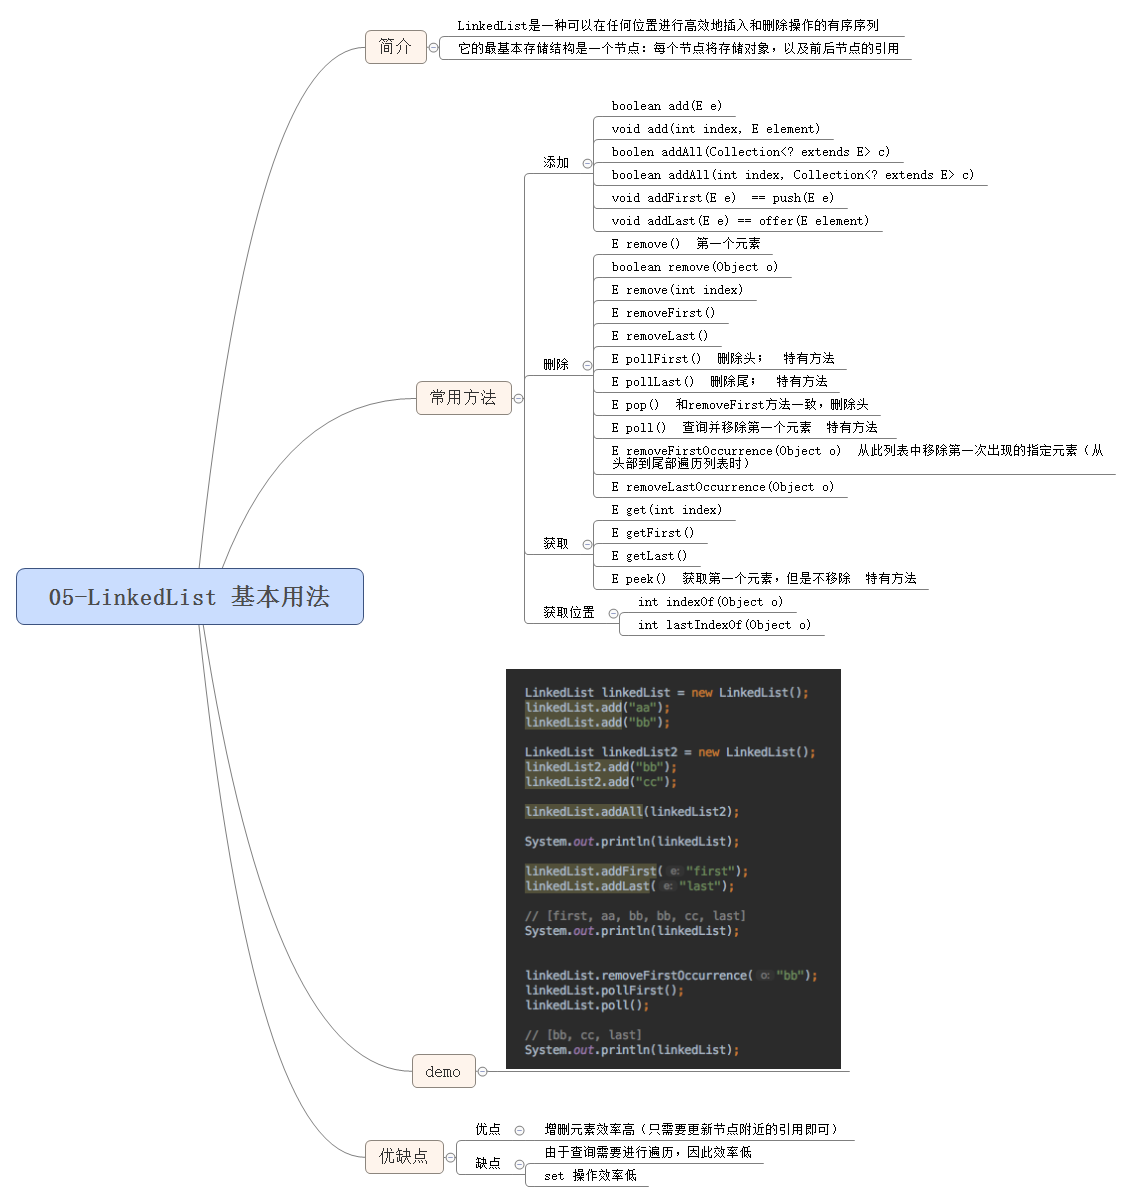 简介
LinkedList是一种可以在任何位置进行高效地插入和删除操作的有序序列
它的最基本存储结构是一个节点：每个节点将存储对象，以及前后节点的引用
常用方法
添加
boolean add(E e)
void add(int index, E element)
boolen addAll(Collection<? extends E> c)
boolean addAll(int index, Collection<? extends E> c)
void addFirst(E e)  == push(E e)
void addLast(E e) == offer(E element)
删除
E remove()  第一个元素
boolean remove(Object o)
E remove(int index)
E removeFirst()
E removeLast()
E pollFirst()  删除头；  特有方法
E pollLast()  删除尾；  特有方法
E pop()  和removeFirst方法一致，删除头
E poll()  查询并移除第一个元素  特有方法
E removeFirstOccurrence(Object o)  从此列表中移除第一次出现的指定元素（从
头部到尾部遍历列表时）
E removeLastOccurrence(Object o)
获取
E get(int index)
E getFirst()
E getLast()
E peek()  获取第一个元素，但是不移除  特有方法
获取位置
int indexOf(Object o)
int lastIndexOf(Object o)
05-LinkedList 基本用法
demo
LinkedList linkedList = new LinkedList();
linkedList.add("aa");
linkedList.add("bb");
LinkedList linkedList2 = new LinkedList();
linkedList2.add("bb");
linkedList2.add("cc");
linkedList.addAll(linkedList2);
System.out.println(linkedList);
linkedList.addFirst( e: "first");
linkedList.addLast( e: "last");
// [first, aa, bb, bb, cc, last]
System.out.println(linkedList);
linkedList.removeFirstOccurrence( o: "bb");
linkedList.pollFirst();
linkedList.poll();
// [bb, cc, last]
System.out.println(linkedList);
优缺点
优点
增删元素效率高（只需要更新节点附近的引用即可）
缺点
由于查询需要进行遍历，因此效率低
set 操作效率低